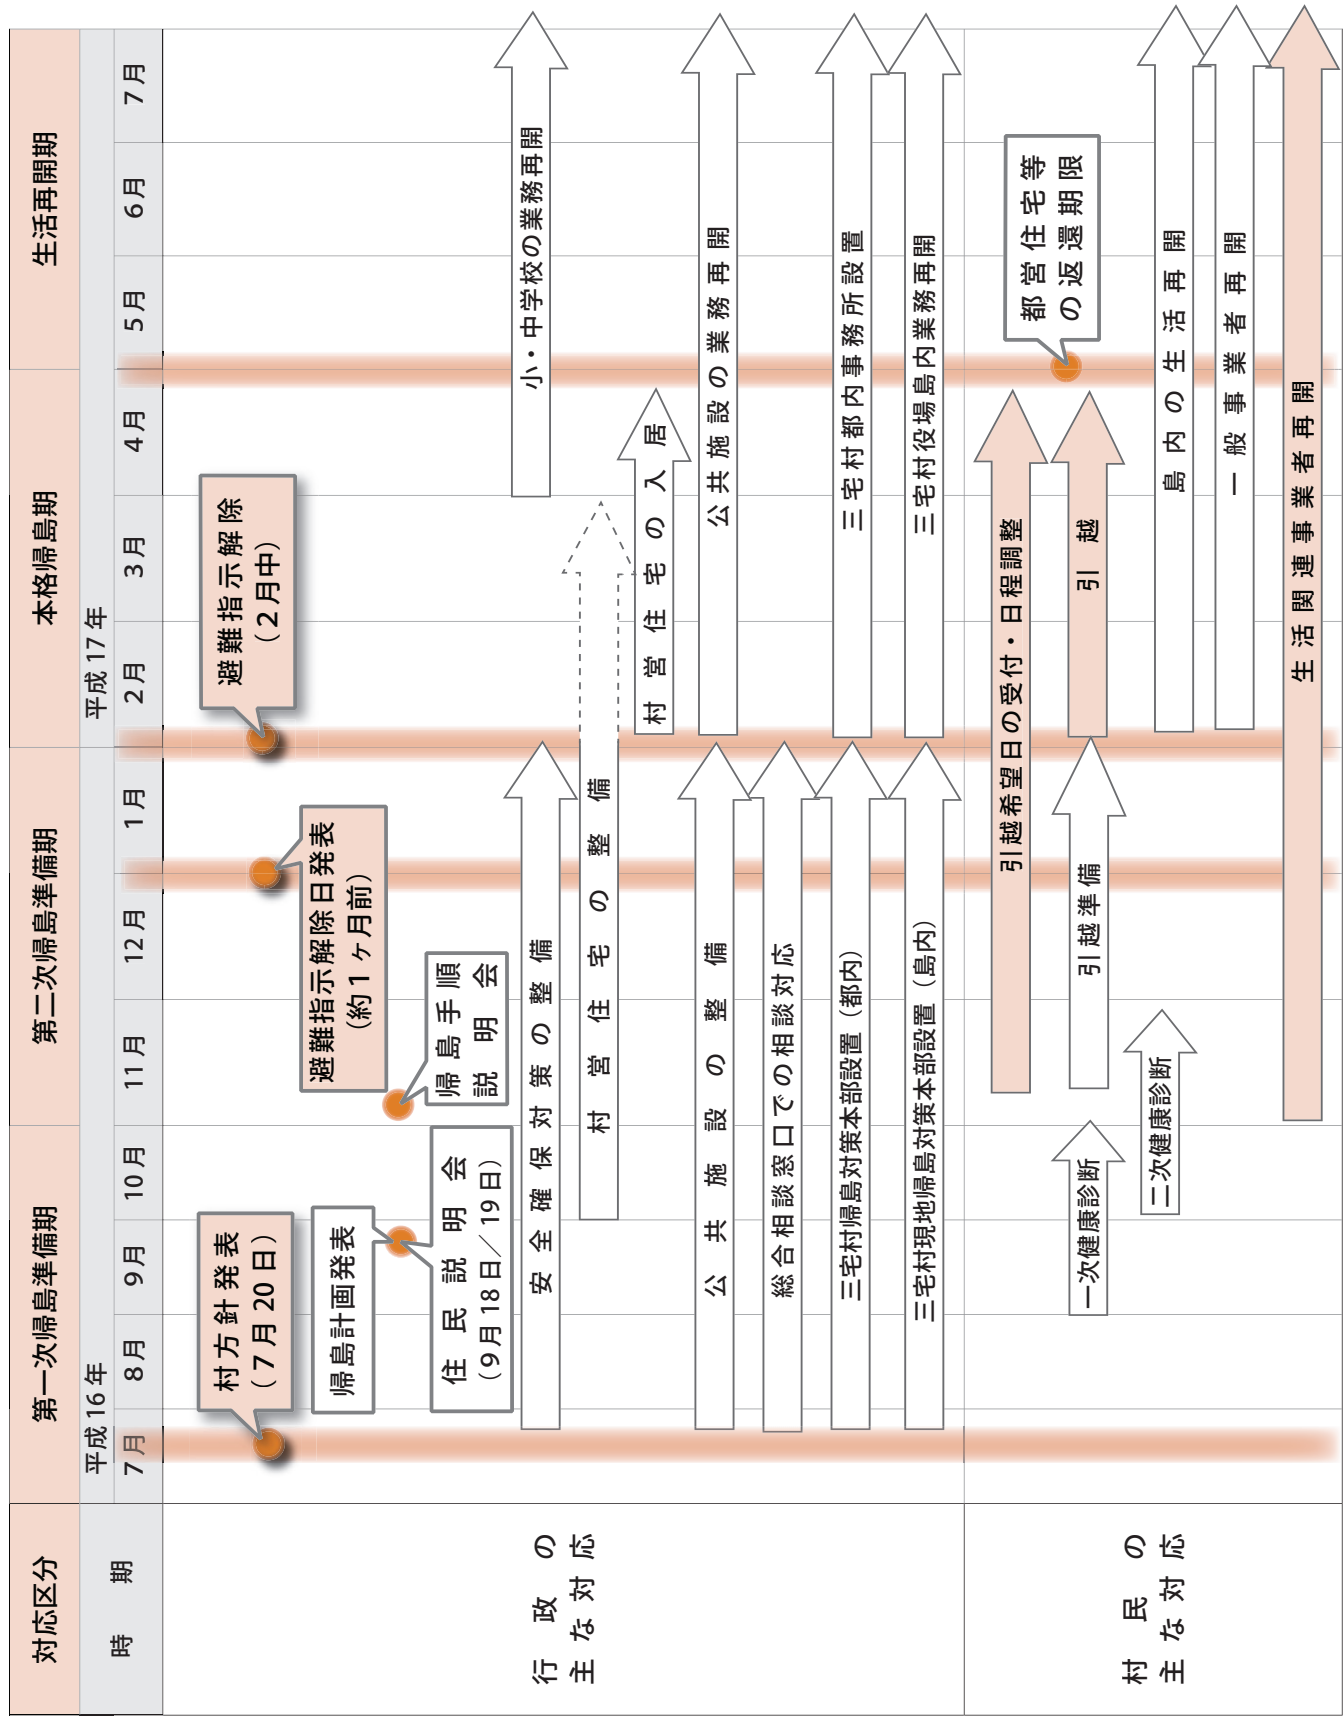 対応区分
第一次帰島準備期
第二次帰島準備期
本格帰島期
生活再開期
時 期
平成16年
平成17年
7月
8月
9月
10月
11月
12月
1月
2月
3月
4月
5月
6月
7月
行政の
主な対応
村方針発表
(7月20日)
避難指示解除日発表
(約1ヶ月前)
避難指示解除
(2月中)
帰島計画発表
住民説明会
(9月18日/19日)
帰島手順
説明会
安全確保対策の整備
小・中学校の業務再開
村営住宅の整備
村営住宅の入居
公共施設の整備
公共施設の業務再開
総合相談窓口での相談対応
三宅村帰島対策本部設置(都内)
三宅村都内事務所設置
三宅村現地帰島対策本部設置(島内)
三宅村役場島内業務再開
村民の
主な対応
引越希望日の受付・日程調整
都営住宅等
の返還期限
一次健康診断
引越準備
引越
二次健康診断
島内の生活再開
一般事業者再開
生活関連事業者再開